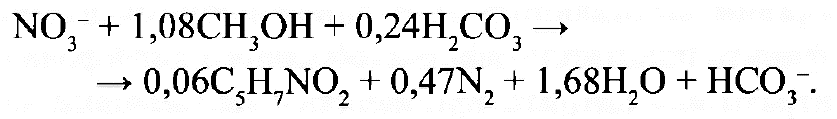 NO₃⁻ + 1,08CH₃OH + 0,24H₂CO₃ →
→ 0,06C₅H₇NO₂ + 0,47N₂ + 1,68H₂O + HCO₃⁻.